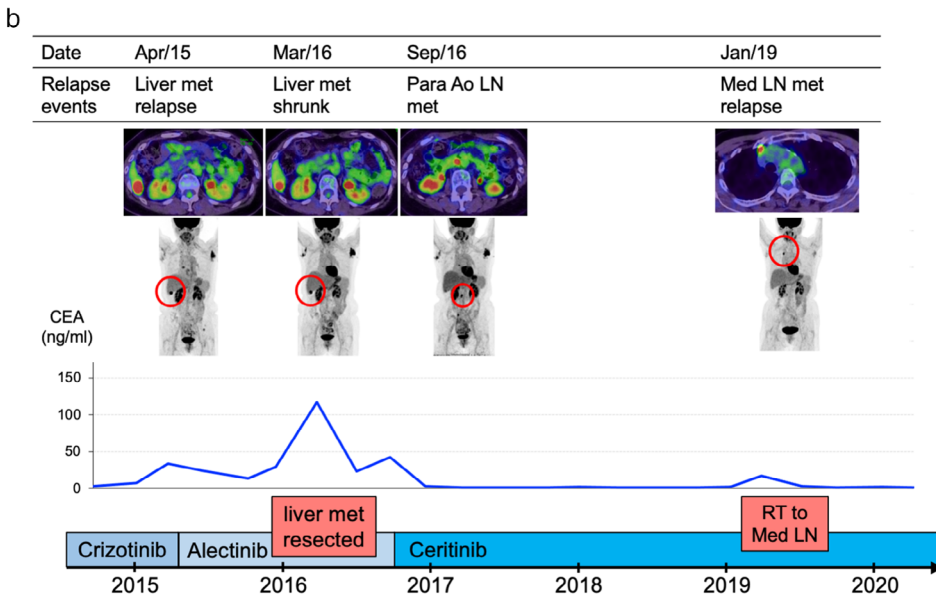 b
Date Apr/15 Mar/16 Sep/16 Jan/19
Relapse events Liver met relapse Liver met shrunk Para Ao LN met Med LN met relapse
CEA
(ng/ml)
150
100
50
0
liver met
resected
RT to
Med LN
Crizotinib Alectinib Ceritinib
2015 2016 2017 2018 2019 2020